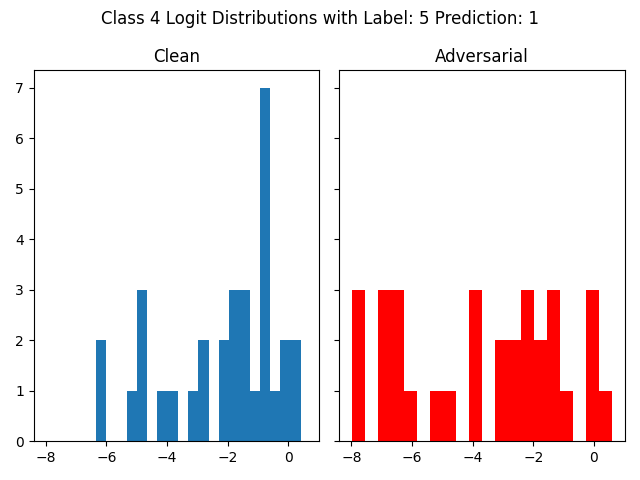 Class 4 Logit Distributions with Label: 5 Prediction: 1
Clean
Adversarial
7
6
5
4
3
2
1
0
−8 −6 −4 −2 0
−8 −6 −4 −2 0